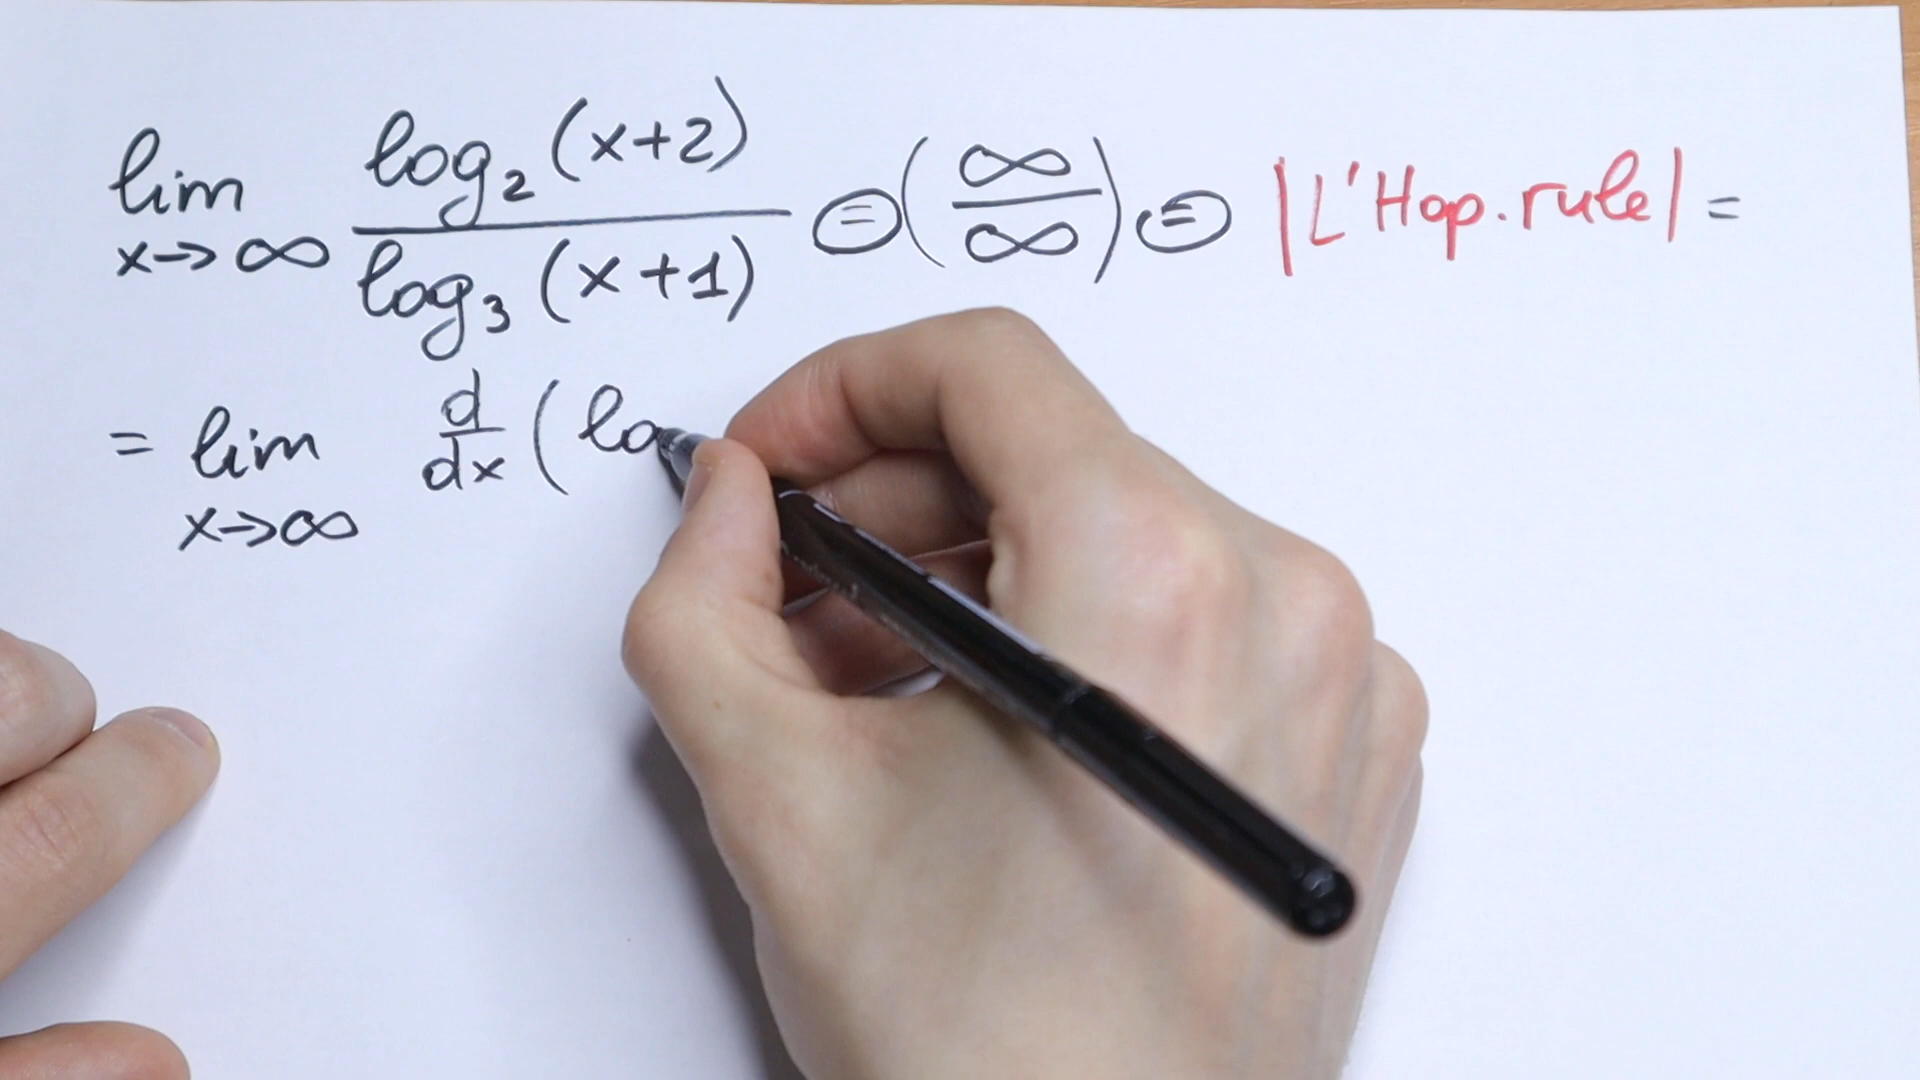 lim x→∞ log₂(x+2) / log₃(x+1) = (∞/∞) = |L'Hop. rule| =
= lim x→∞ d/dx (lo